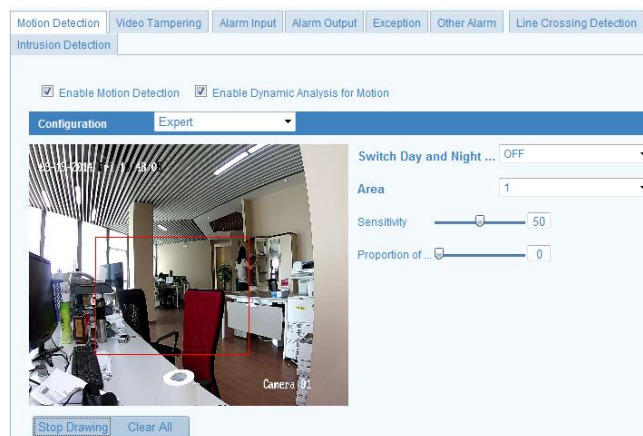 Motion Detection Video Tampering Alarm Input Alarm Output Exception Other Alarm Line Crossing Detection
Intrusion Detection
Enable Motion Detection Enable Dynamic Analysis for Motion
Configuration Expert
Switch Day and Night ... OFF
Area 1
Sensitivity 50
Proportion of ... 0
Camera 01
Stop Drawing Clear All